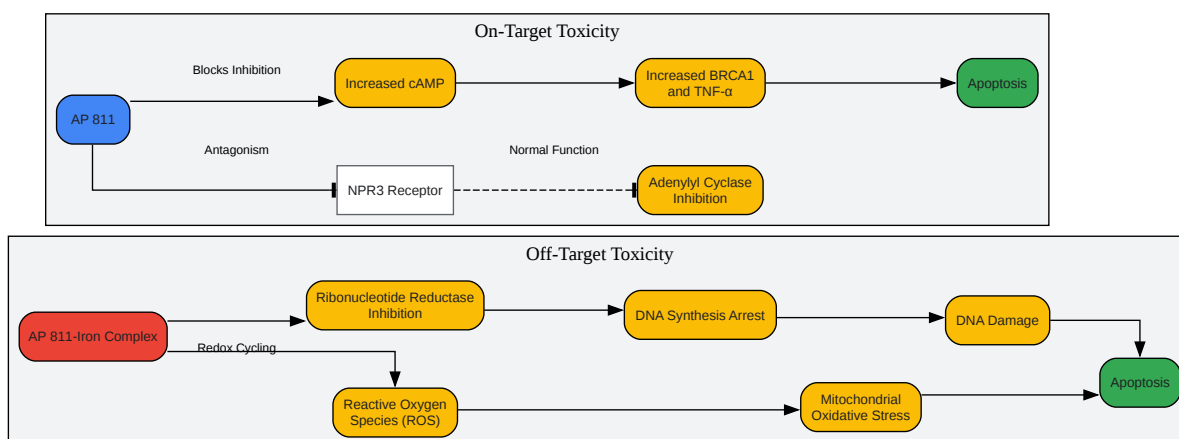 On-Target Toxicity
Blocks Inhibition
Increased cAMP
Increased BRCA1
and TNF-α
Apoptosis
AP 811
Antagonism
Normal Function
NPR3 Receptor
Adenylyl Cyclase
Inhibition
Off-Target Toxicity
Ribonucleotide Reductase
Inhibition
DNA Synthesis Arrest
DNA Damage
AP 811-Iron Complex
Redox Cycling
Apoptosis
Reactive Oxygen
Species (ROS)
Mitochondrial
Oxidative Stress